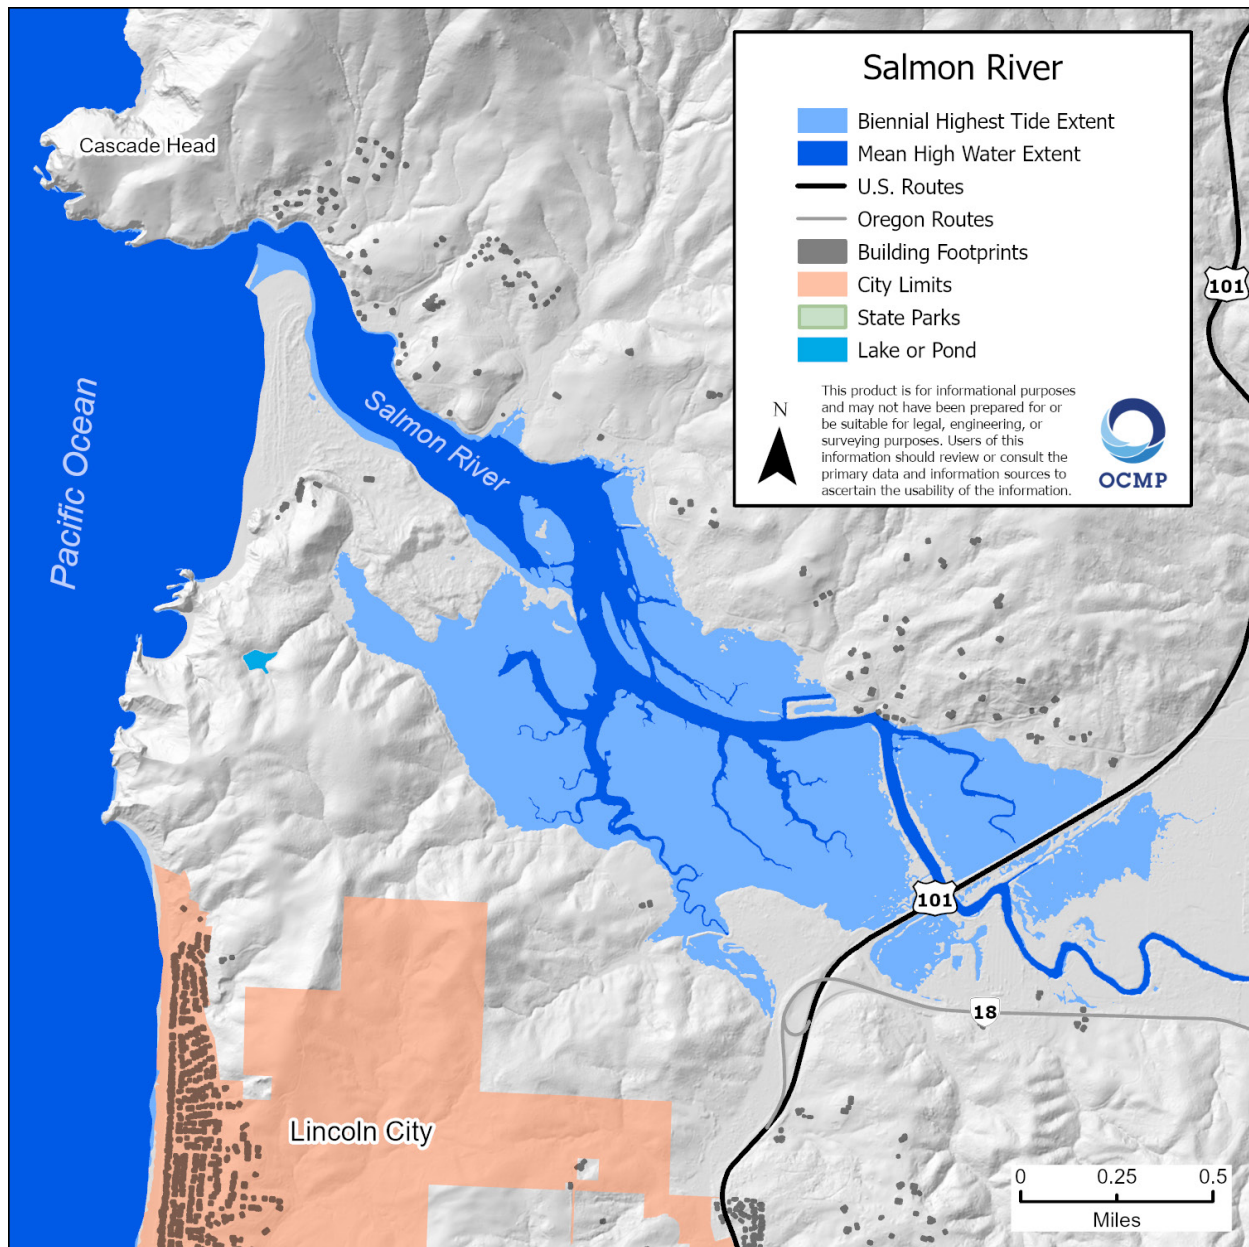 Salmon River
Biennial Highest Tide Extent
Mean High Water Extent
U.S. Routes
Oregon Routes
Building Footprints
City Limits
State Parks
Lake or Pond
This product is for informational purposes
and may not have been prepared for or
be suitable for legal, engineering, or
surveying purposes. Users of this
information should review or consult the
primary data and information sources to
ascertain the usability of the information.
N
OCMP
Cascade Head
101
Pacific Ocean
Salmon River
101
18
Lincoln City
0 0.25 0.5
Miles